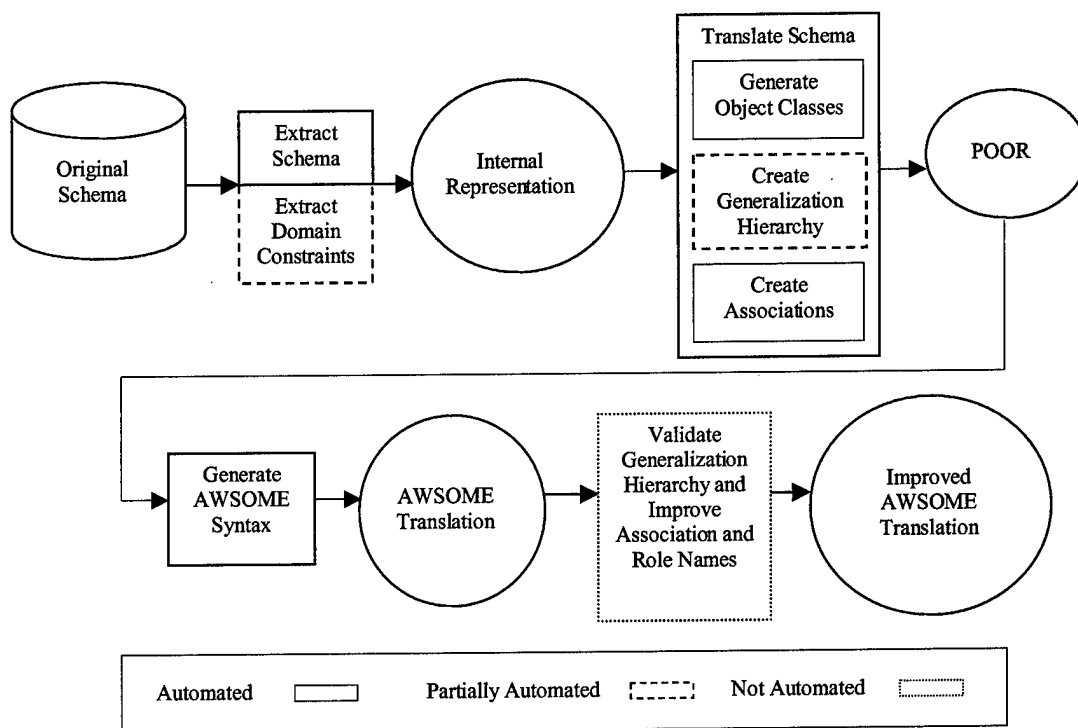 Original
Schema
Extract
Schema
Extract
Domain
Constraints
Internal
Representation
Translate Schema
Generate
Object Classes
Create
Generalization
Hierarchy
Create
Associations
POOR
Generate
AWSOME
Syntax
AWSOME
Translation
Validate
Generalization
Hierarchy and
Improve
Association and
Role Names
Improved
AWSOME
Translation
Automated Partially Automated Not Automated